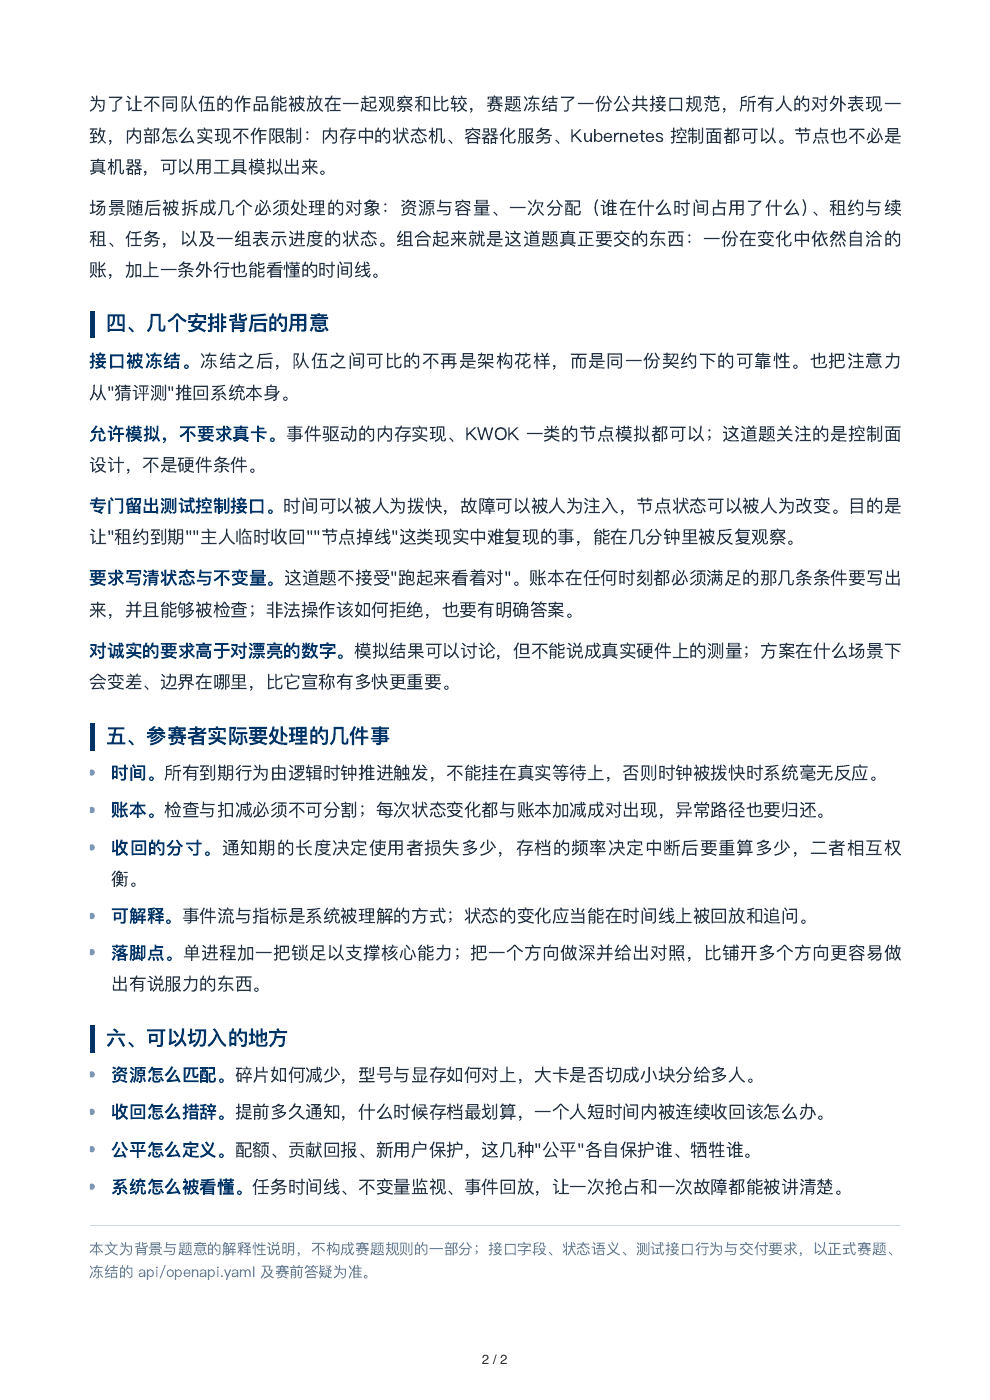 为了让不同队伍的作品能被放在一起观察和比较，赛题冻结了一份公共接口规范，所有人的对外表现一
致，内部怎么实现不作限制：内存中的状态机、容器化服务、Kubernetes 控制面都可以。节点也不必是
真机器，可以用工具模拟出来。
场景随后被拆成几个必须处理的对象：资源与容量、一次分配（谁在什么时间占用了什么）、租约与续
租、任务，以及一组表示进度的状态。组合起来就是这道题真正要交的东西：一份在变化中依然自洽的
账，加上一条外行也能看懂的时间线。
四、几个安排背后的用意
接口被冻结。冻结之后，队伍之间可比的不再是架构花样，而是同一份契约下的可靠性。也把注意力
从"猜评测"推回系统本身。
允许模拟，不要求真卡。事件驱动的内存实现、KWOK 一类的节点模拟都可以；这道题关注的是控制面
设计，不是硬件条件。
专门留出测试控制接口。时间可以被人为拨快，故障可以被人为注入，节点状态可以被人为改变。目的是
让"租约到期""主人临时收回""节点掉线"这类现实中难复现的事，能在几分钟里被反复观察。
要求写清状态与不变量。这道题不接受"跑起来看着对"。账本在任何时刻都必须满足的那几条条件要写出
来，并且能够被检查；非法操作该如何拒绝，也要有明确答案。
对诚实的要求高于对漂亮的数字。模拟结果可以讨论，但不能说成真实硬件上的测量；方案在什么场景下
会变差、边界在哪里，比它宣称有多快更重要。
五、参赛者实际要处理的几件事
时间。所有到期行为由逻辑时钟推进触发，不能挂在真实等待上，否则时钟被拨快时系统毫无反应。
账本。检查与扣减必须不可分割；每次状态变化都与账本加减成对出现，异常路径也要归还。
收回的分寸。通知期的长度决定使用者损失多少，存档的频率决定中断后要重算多少，二者相互权
衡。
可解释。事件流与指标是系统被理解的方式；状态的变化应当能在时间线上被回放和追问。
落脚点。单进程加一把锁足以支撑核心能力；把一个方向做深并给出对照，比铺开多个方向更容易做
出有说服力的东西。
六、可以切入的地方
资源怎么匹配。碎片如何减少，型号与显存如何对上，大卡是否切成小块分给多人。
收回怎么措辞。提前多久通知，什么时候存档最划算，一个人短时间内被连续收回该怎么办。
公平怎么定义。配额、贡献回报、新用户保护，这几种"公平"各自保护谁、牺牲谁。
系统怎么被看懂。任务时间线、不变量监视、事件回放，让一次抢占和一次故障都能被讲清楚。
本文为背景与题意的解释性说明，不构成赛题规则的一部分；接口字段、状态语义、测试接口行为与交付要求，以正式赛题、
冻结的 api/openapi.yaml 及赛前答疑为准。
2 / 2